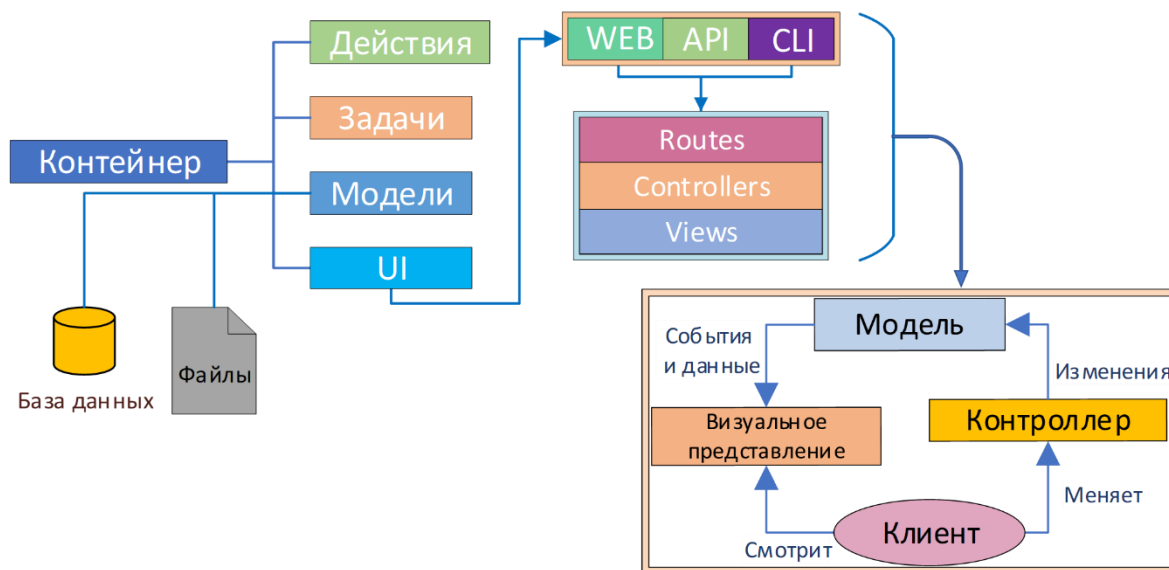 Действия
WEB
API
CLI
Задачи
Routes
Контейнер
Controllers
Модели
Views
UI
База данных
Файлы
Модель
События
и данные
Изменения
Визуальное
представление
Контроллер
Меняет
Смотрит
Клиент